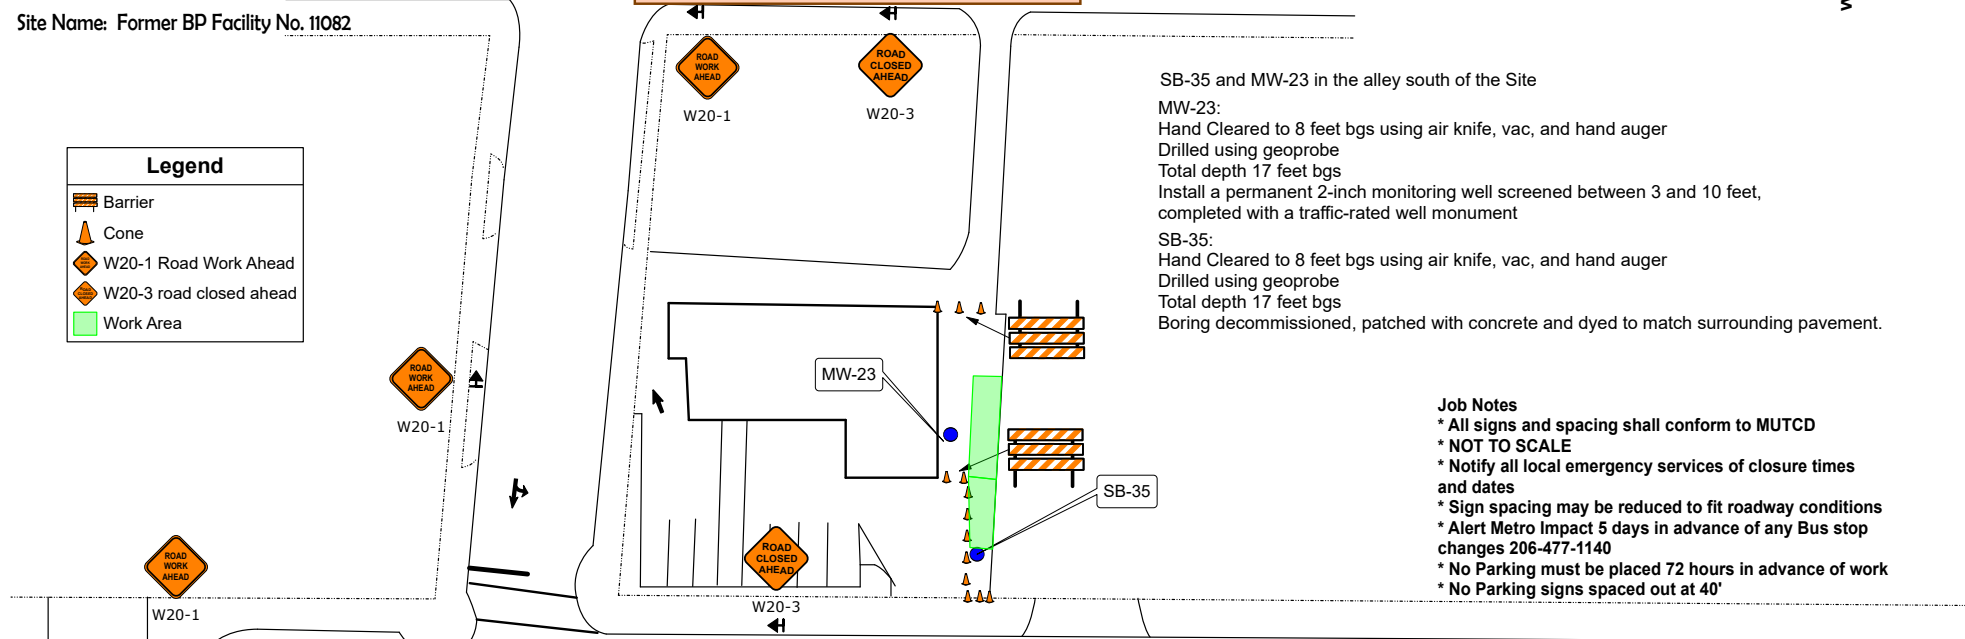 Site Name: Former BP Facility No. 11082
ROAD
WORK
AHEAD
W20-1
ROAD
CLOSED
AHEAD
W20-3
SB-35 and MW-23 in the alley south of the Site
MW-23:
Hand Cleared to 8 feet bgs using air knife, vac, and hand auger
Drilled using geoprobe
Total depth 17 feet bgs
Install a permanent 2-inch monitoring well screened between 3 and 10 feet,
completed with a traffic-rated well monument
SB-35:
Hand Cleared to 8 feet bgs using air knife, vac, and hand auger
Drilled using geoprobe
Total depth 17 feet bgs
Boring decommissioned, patched with concrete and dyed to match surrounding pavement.
Legend
Barrier
Cone
W20-1 Road Work Ahead
W20-3 road closed ahead
Work Area
ROAD
WORK
AHEAD
W20-1
MW-23
SB-35
Job Notes
* All signs and spacing shall conform to MUTCD
* NOT TO SCALE
* Notify all local emergency services of closure times
and dates
* Sign spacing may be reduced to fit roadway conditions
* Alert Metro Impact 5 days in advance of any Bus stop
changes 206-477-1140
* No Parking must be placed 72 hours in advance of work
* No Parking signs spaced out at 40'
ROAD
WORK
AHEAD
W20-1
ROAD
CLOSED
AHEAD
W20-3